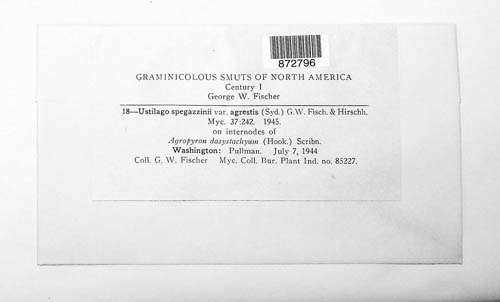 872796
GRAMINICOLOUS SMUTS OF NORTH AMERICA
Century I
George W. Fischer
18—Ustilago spegazzinii var. agrestis (Syd.) G.W. Fisch. & Hirschh.
Myc. 37:242. 1945.
on internodes of
Agropyron dasystachyum (Hook.) Scribn.
Washington: Pullman. July 7, 1944
Coll. G. W. Fischer Myc. Coll. Bur. Plant Ind. no. 85227.